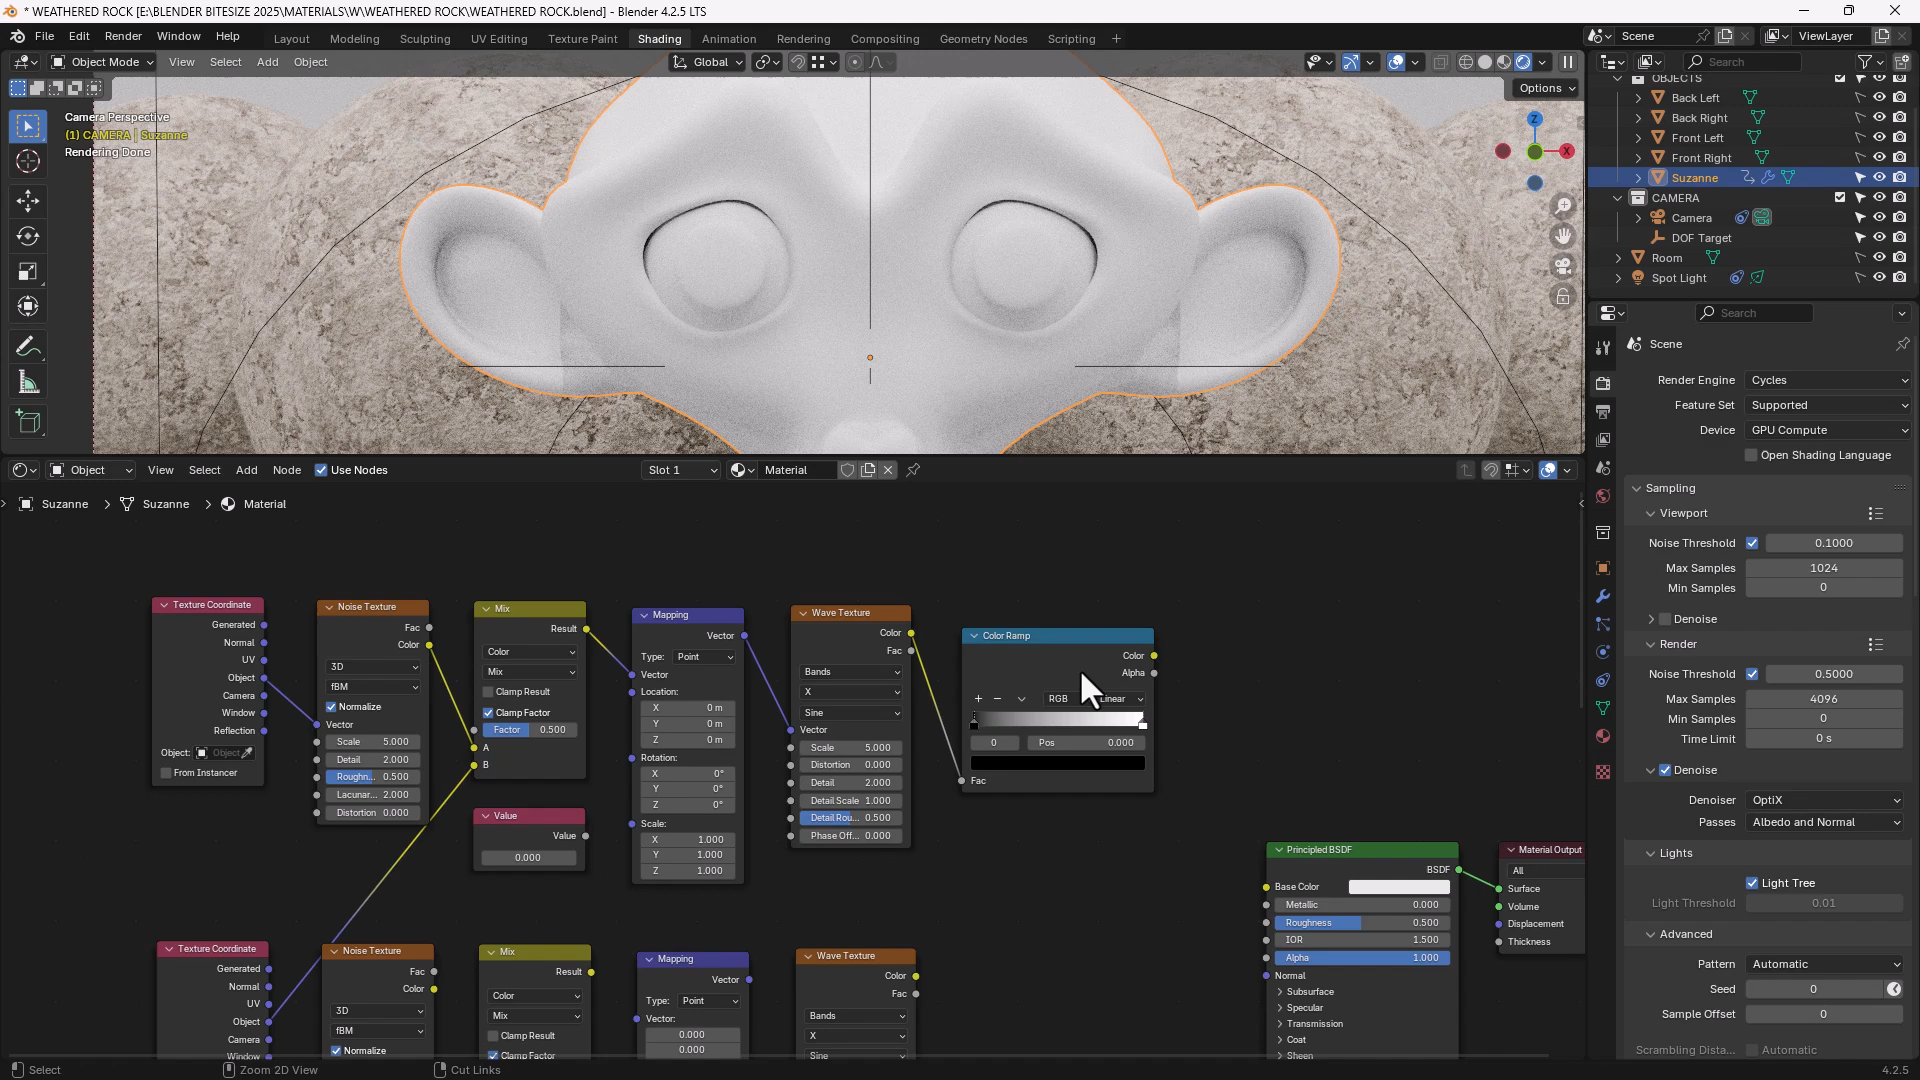 * WEATHERED ROCK [E:\BLENDER BITESIZE 2025\MATERIALS\W\WEATHERED ROCK\WEATHERED ROCK.blend] - Blender 4.2.5 LTS
File Edit Render Window Help Layout Modeling Sculpting UV Editing Texture Paint Shading Animation Rendering Compositing Geometry Nodes Scripting + Scene ViewLayer
Object Mode View Select Add Object Global Search
Options
Camera Perspective
(1) CAMERA | Suzanne
Rendering Done
Z
X
OBJECTS
Back Left
Back Right
Front Left
Front Right
Suzanne
CAMERA
Camera
DOF Target
Room
Spot Light
Search
Scene
Render Engine Cycles
Feature Set Supported
Device GPU Compute
Open Shading Language
Sampling
Viewport
Noise Threshold 0.1000
Max Samples 1024
Min Samples 0
Denoise
Render
Noise Threshold 0.5000
Max Samples 4096
Min Samples 0
Time Limit 0 s
Denoise
Denoiser OptiX
Passes Albedo and Normal
Lights
Light Tree
Light Threshold 0.01
Advanced
Pattern Automatic
Seed 0
Sample Offset 0
Scrambling Dista... Automatic
Object View Select Add Node Use Nodes Slot 1 Material
Suzanne > Suzanne > Material
Texture Coordinate
Generated
Normal
UV
Object
Camera
Window
Reflection
Object: Object
From Instancer
Noise Texture
Fac
Color
3D
fBM
Normalize
Vector
Scale 5.000
Detail 2.000
Roughn... 0.500
Lacunar... 2.000
Distortion 0.000
Mix
Result
Color
Mix
Clamp Result
Clamp Factor
Factor 0.500
A
B
Value
Value
0.000
Mapping
Vector
Type: Point
Vector
Location:
X 0 m
Y 0 m
Z 0 m
Rotation:
X 0°
Y 0°
Z 0°
Scale:
X 1.000
Y 1.000
Z 1.000
Wave Texture
Color
Fac
Bands
X
Sine
Vector
Scale 5.000
Distortion 0.000
Detail 2.000
Detail Scale 1.000
Detail Rou... 0.500
Phase Off... 0.000
Color Ramp
Color
Alpha
+ − RGB Linear
0 Pos 0.000
Fac
Principled BSDF
BSDF
Base Color
Metallic 0.000
Roughness 0.500
IOR 1.500
Alpha 1.000
Normal
Subsurface
Specular
Transmission
Coat
Sheen
Material Output
All
Surface
Volume
Displacement
Thickness
Texture Coordinate
Generated
Normal
UV
Object
Camera
Window
Noise Texture
Fac
Color
3D
fBM
Normalize
Mix
Result
Color
Mix
Clamp Result
Clamp Factor
Mapping
Vector
Type: Point
Vector:
0.000
0.000
Wave Texture
Color
Fac
Bands
X
Sine
Select Zoom 2D View Cut Links 4.2.5